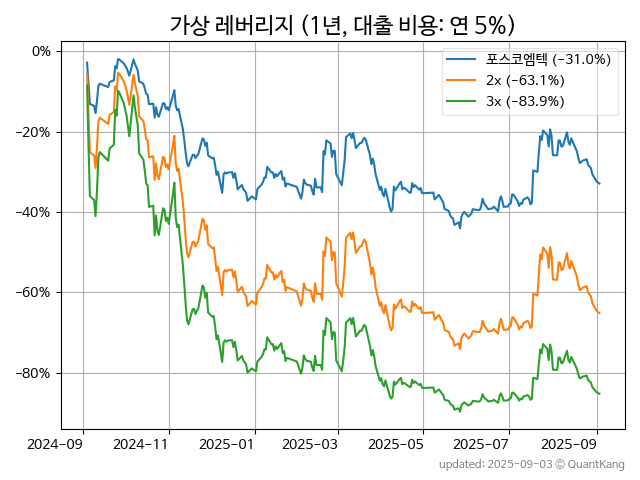 가상 레버리지 (1년, 대출 비용: 연 5%)
포스코엠텍 (−31.0%)
2x (−63.1%)
3x (−83.9%)
0%
−20%
−40%
−60%
−80%
2024-09
2024-11
2025-01
2025-03
2025-05
2025-07
2025-09
updated: 2025-09-03 © QuantKang